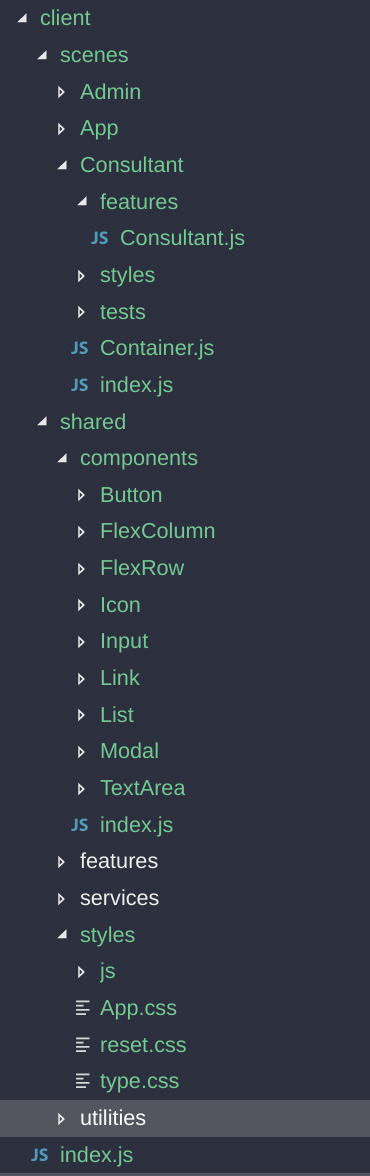 client
scenes
Admin
App
Consultant
features
JS Consultant.js
styles
tests
JS Container.js
JS index.js
shared
components
Button
FlexColumn
FlexRow
Icon
Input
Link
List
Modal
TextArea
JS index.js
features
services
styles
js
App.css
reset.css
type.css
utilities
JS index.js